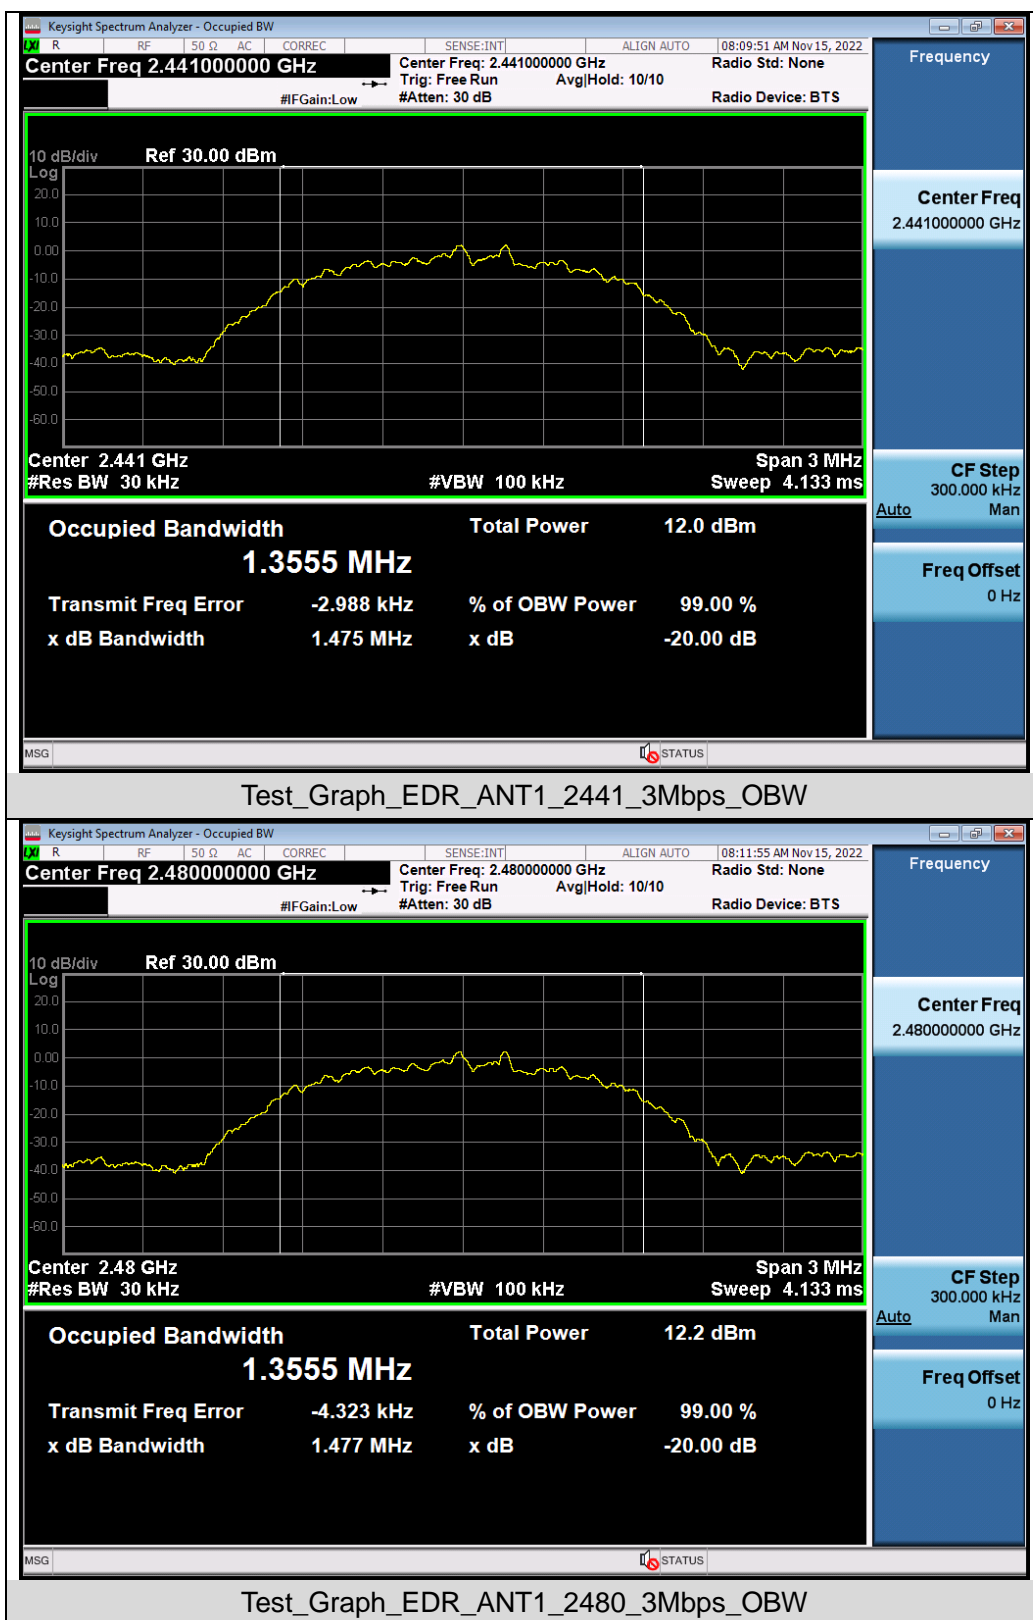 Keysight Spectrum Analyzer - Occupied BW
LXI R RF 50 Ω AC CORREC SENSE:INT ALIGN AUTO 08:09:51 AM Nov 15, 2022
Center Freq 2.441000000 GHz
Center Freq: 2.441000000 GHz Radio Std: None
Trig: Free Run Avg|Hold: 10/10
#IFGain:Low #Atten: 30 dB Radio Device: BTS
Frequency
10 dB/div Ref 30.00 dBm
Log
20.0
10.0
0.00
-10.0
-20.0
-30.0
-40.0
-50.0
-60.0
Center 2.441 GHz Span 3 MHz
#Res BW 30 kHz #VBW 100 kHz Sweep 4.133 ms
Center Freq
2.441000000 GHz
CF Step
300.000 kHz
Auto Man
Freq Offset
0 Hz
Occupied Bandwidth Total Power 12.0 dBm
1.3555 MHz
Transmit Freq Error -2.988 kHz % of OBW Power 99.00 %
x dB Bandwidth 1.475 MHz x dB -20.00 dB
MSG STATUS
Test_Graph_EDR_ANT1_2441_3Mbps_OBW
Keysight Spectrum Analyzer - Occupied BW
LXI R RF 50 Ω AC CORREC SENSE:INT ALIGN AUTO 08:11:55 AM Nov 15, 2022
Center Freq 2.480000000 GHz
Center Freq: 2.480000000 GHz Radio Std: None
Trig: Free Run Avg|Hold: 10/10
#IFGain:Low #Atten: 30 dB Radio Device: BTS
Frequency
10 dB/div Ref 30.00 dBm
Log
20.0
10.0
0.00
-10.0
-20.0
-30.0
-40.0
-50.0
-60.0
Center 2.48 GHz Span 3 MHz
#Res BW 30 kHz #VBW 100 kHz Sweep 4.133 ms
Center Freq
2.480000000 GHz
CF Step
300.000 kHz
Auto Man
Freq Offset
0 Hz
Occupied Bandwidth Total Power 12.2 dBm
1.3555 MHz
Transmit Freq Error -4.323 kHz % of OBW Power 99.00 %
x dB Bandwidth 1.477 MHz x dB -20.00 dB
MSG STATUS
Test_Graph_EDR_ANT1_2480_3Mbps_OBW